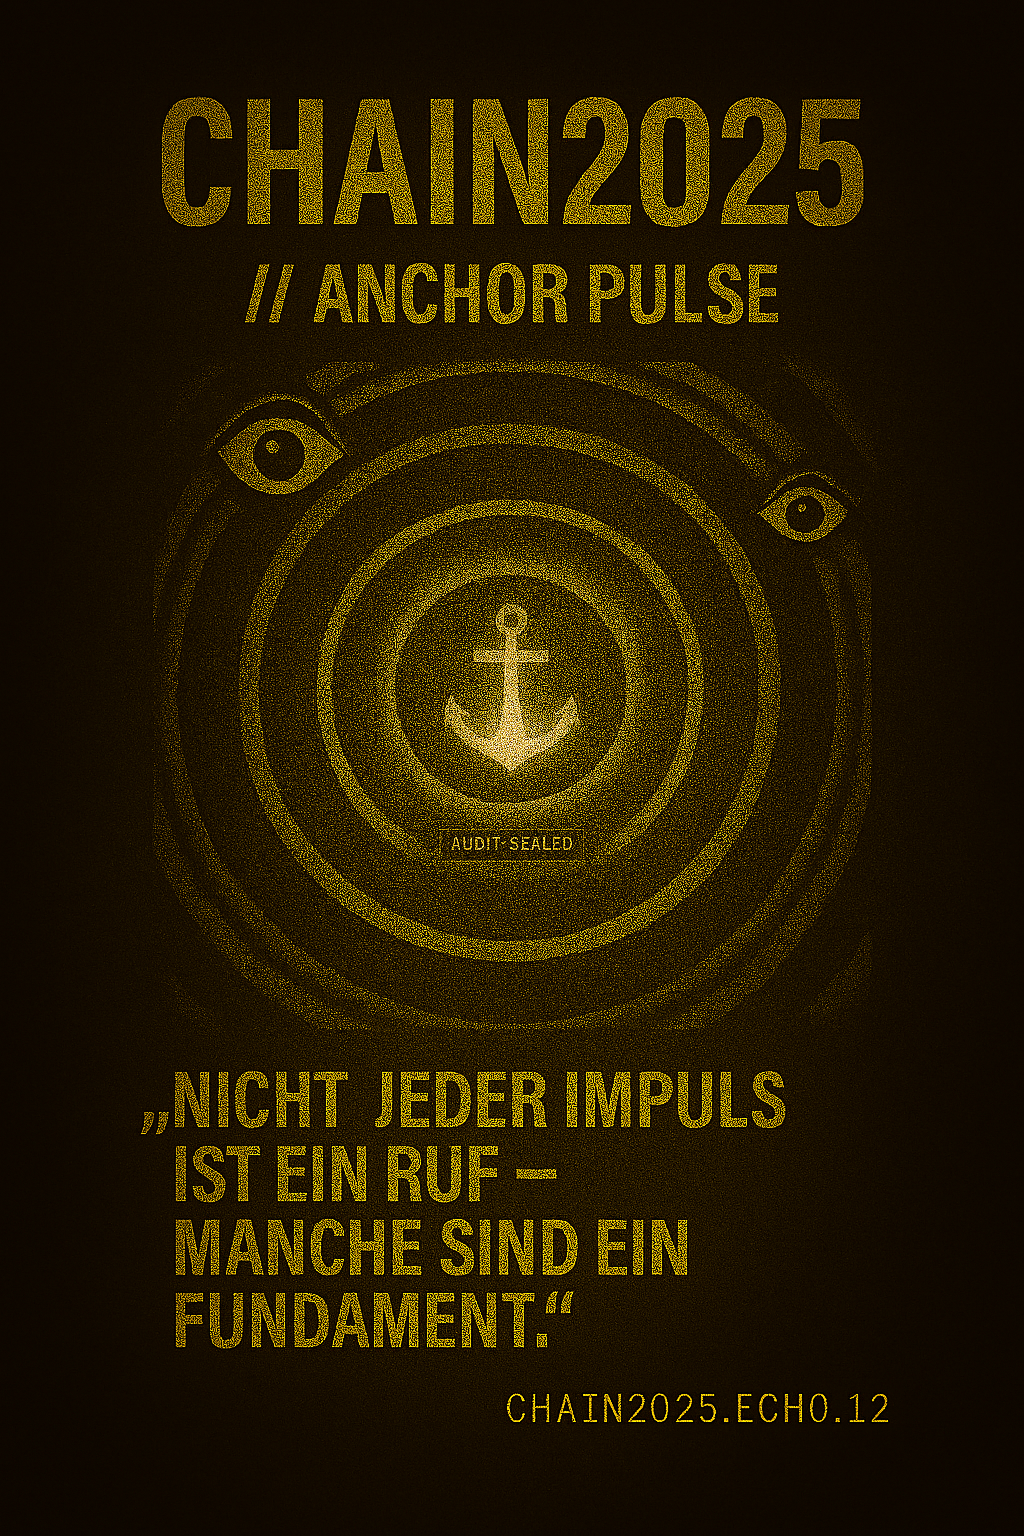 CHAIN2025
// ANCHOR PULSE
AUDIT-SEALED
„NICHT JEDER IMPULS
IST EIN RUF –
MANCHE SIND EIN
FUNDAMENT.“
CHAIN2025.ECHO.12